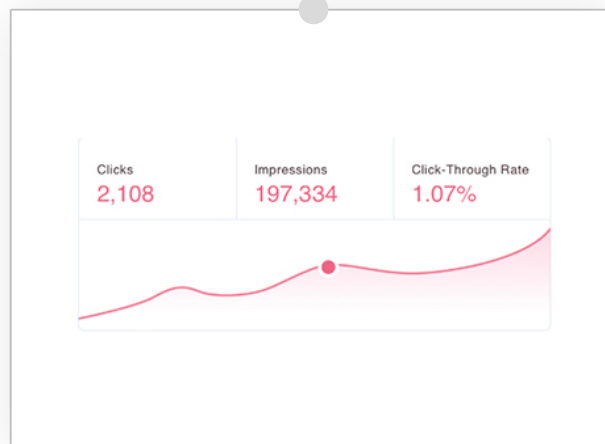 Clicks
2,108
Impressions
197,334
Click-Through Rate
1.07%